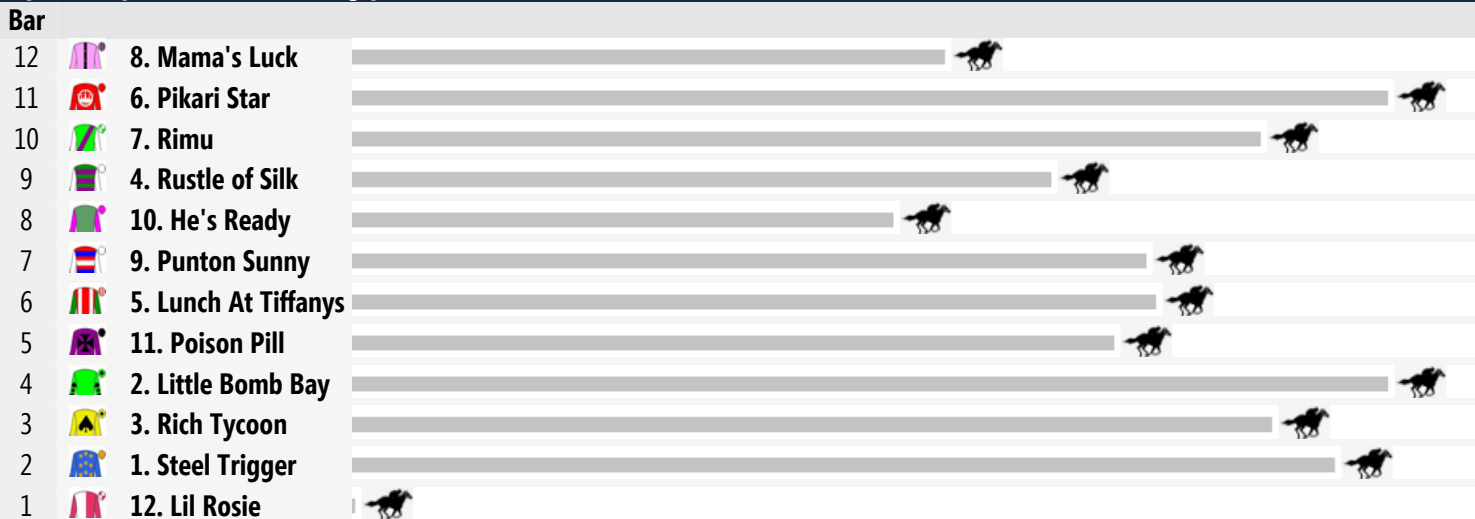 Bar
12 8. Mama's Luck
11 6. Pikari Star
10 7. Rimu
9 4. Rustle of Silk
8 10. He's Ready
7 9. Punton Sunny
6 5. Lunch At Tiffanys
5 11. Poison Pill
4 2. Little Bomb Bay
3 3. Rich Tycoon
2 1. Steel Trigger
1 12. Lil Rosie